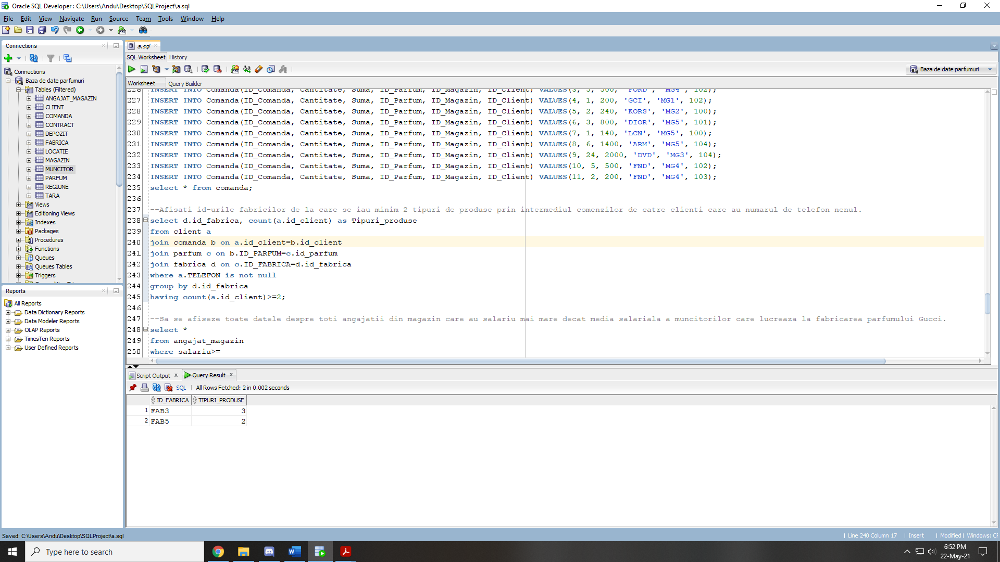 Oracle SQL Developer : C:\Users\Andu\Desktop\SQLProject\a.sql
File Edit View Navigate Run Source Team Tools Window Help
Connections
Connections
Baza de date parfumuri
Tables (Filtered)
ANGAJAT_MAGAZIN
CLIENT
COMANDA
CONTRACT
DEPOZIT
FABRICA
LOCATIE
MAGAZIN
MUNCITOR
PARFUM
REGIUNE
TARA
Views
Editioning Views
Indexes
Packages
Procedures
Functions
Queues
Queues Tables
Triggers
Reports
All Reports
Data Dictionary Reports
Data Modeler Reports
OLAP Reports
TimesTen Reports
User Defined Reports
a.sql
SQL Worksheet History
Baza de date parfumuri
Worksheet Query Builder
226 INSERT INTO Comanda(ID_Comanda, Cantitate, Suma, ID_Parfum, ID_Magazin, ID_Client) VALUES(3, 5, 500, 'FORD', 'MG4', 102);
227 INSERT INTO Comanda(ID_Comanda, Cantitate, Suma, ID_Parfum, ID_Magazin, ID_Client) VALUES(4, 1, 200, 'GCI', 'MG1', 102);
228 INSERT INTO Comanda(ID_Comanda, Cantitate, Suma, ID_Parfum, ID_Magazin, ID_Client) VALUES(5, 2, 240, 'KORS', 'MG2', 100);
229 INSERT INTO Comanda(ID_Comanda, Cantitate, Suma, ID_Parfum, ID_Magazin, ID_Client) VALUES(6, 3, 800, 'DIOR', 'MG5', 101);
230 INSERT INTO Comanda(ID_Comanda, Cantitate, Suma, ID_Parfum, ID_Magazin, ID_Client) VALUES(7, 1, 140, 'LCN', 'MG5', 100);
231 INSERT INTO Comanda(ID_Comanda, Cantitate, Suma, ID_Parfum, ID_Magazin, ID_Client) VALUES(8, 6, 1400, 'ARM', 'MG5', 104);
232 INSERT INTO Comanda(ID_Comanda, Cantitate, Suma, ID_Parfum, ID_Magazin, ID_Client) VALUES(9, 24, 2000, 'DVD', 'MG3', 104);
233 INSERT INTO Comanda(ID_Comanda, Cantitate, Suma, ID_Parfum, ID_Magazin, ID_Client) VALUES(10, 5, 500, 'FND', 'MG4', 102);
234 INSERT INTO Comanda(ID_Comanda, Cantitate, Suma, ID_Parfum, ID_Magazin, ID_Client) VALUES(11, 2, 200, 'FND', 'MG4', 103);
235 select * from comanda;
236
237 --Afisati id-urile fabricilor de la care se iau minim 2 tipuri de produse prin intermediul comenzilor de catre clienti care au numarul de telefon nenul.
238 select d.id_fabrica, count(a.id_client) as Tipuri_produse
239 from client a
240 join comanda b on a.id_client=b.id_client
241 join parfum c on b.ID_PARFUM=c.id_parfum
242 join fabrica d on c.ID_FABRICA=d.id_fabrica
243 where a.TELEFON is not null
244 group by d.id_fabrica
245 having count(a.id_client)>=2;
246
247 --Sa se afiseze toate datele despre toti angajatii din magazin care au salariu mai mare decat media salariala a muncitorilor care lucreaza la fabricarea parfumului Gucci.
248 select *
249 from angajat_magazin
250 where salariu>=
Script Output x Query Result x
SQL | All Rows Fetched: 2 in 0.002 seconds
ID_FABRICA TIPURI_PRODUSE
1 FAB3 3
2 FAB5 2
Saved: C:\Users\Andu\Desktop\SQLProject\a.sql
| Line 240 Column 17 | Insert | Modified | Windows: CF
Type here to search
6:52 PM
22-May-21